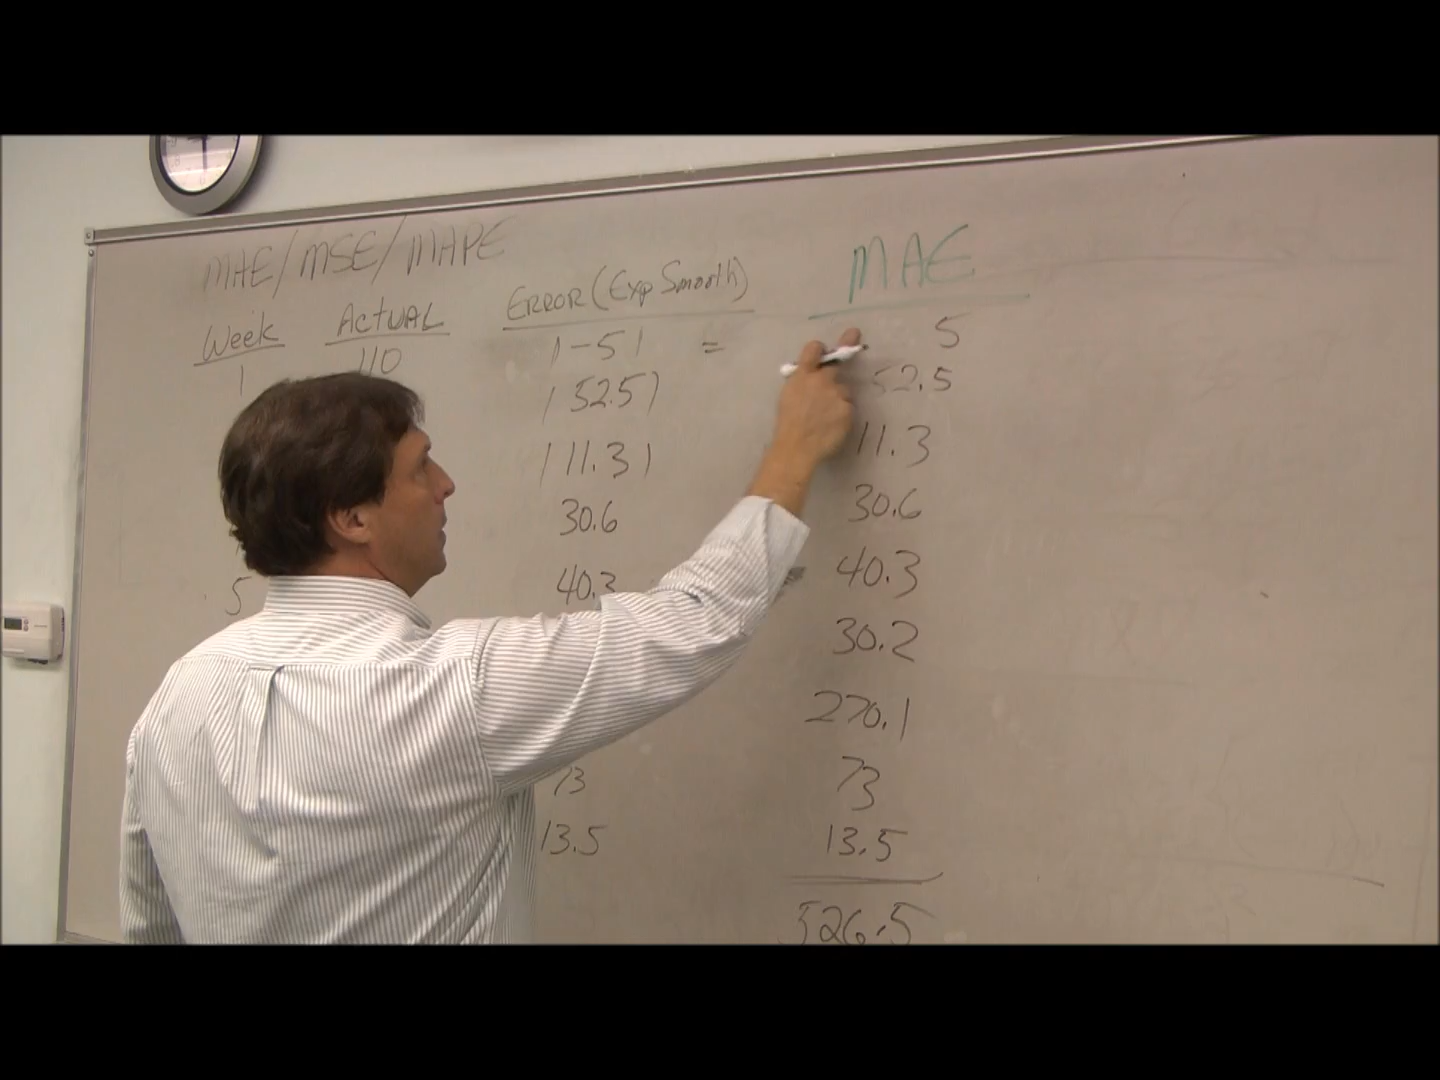 MAE/MSE/MAPE
MAE
Week ACTUAL ERROR (Exp Smooth)
1 110 |-5| = 5
|52.5| 52.5
|11.3| 11.3
30.6 30.6
5 40.3 40.3
30.2
270.1
73 73
13.5 13.5
526.5